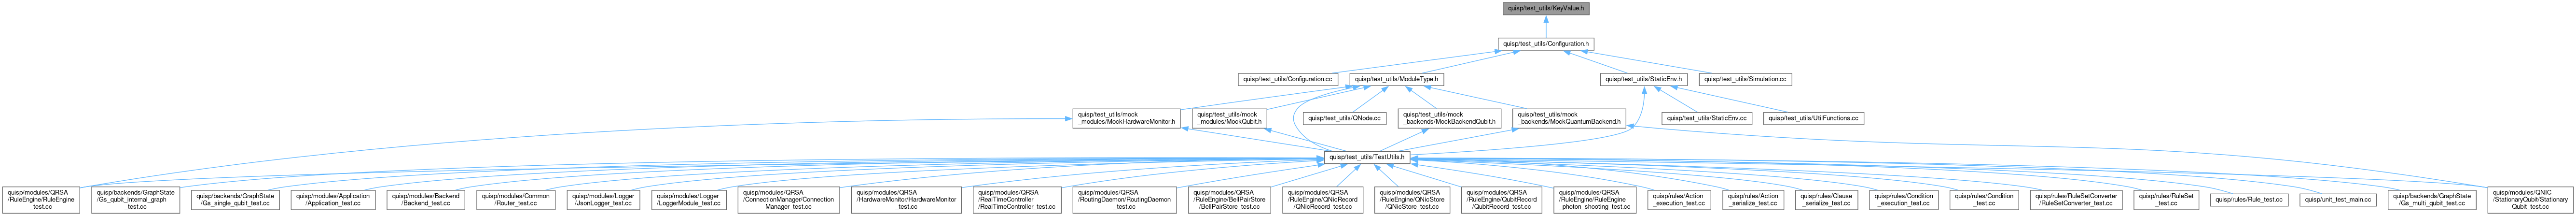 quisp/test_utils/KeyValue.h
quisp/test_utils/Configuration.h
quisp/test_utils/Configuration.cc
quisp/test_utils/ModuleType.h
quisp/test_utils/StaticEnv.h
quisp/test_utils/Simulation.cc
quisp/test_utils/mock
_modules/MockHardwareMonitor.h
quisp/test_utils/mock
_modules/MockQubit.h
quisp/test_utils/QNode.cc
quisp/test_utils/mock
_backends/MockBackendQubit.h
quisp/test_utils/mock
_backends/MockQuantumBackend.h
quisp/test_utils/StaticEnv.cc
quisp/test_utils/UtilFunctions.cc
quisp/test_utils/TestUtils.h
quisp/modules/QRSA
/RuleEngine/RuleEngine
_test.cc
quisp/backends/GraphState
/Gs_qubit_internal_graph
_test.cc
quisp/backends/GraphState
/Gs_single_qubit_test.cc
quisp/modules/Application
/Application_test.cc
quisp/modules/Backend
/Backend_test.cc
quisp/modules/Common
/Router_test.cc
quisp/modules/Logger
/JsonLogger_test.cc
quisp/modules/Logger
/LoggerModule_test.cc
quisp/modules/QRSA
/ConnectionManager/Connection
Manager_test.cc
quisp/modules/QRSA
/HardwareMonitor/HardwareMonitor
_test.cc
quisp/modules/QRSA
/RealTimeController
/RealTimeController_test.cc
quisp/modules/QRSA
/RoutingDaemon/RoutingDaemon
_test.cc
quisp/modules/QRSA
/RuleEngine/BellPairStore
/BellPairStore_test.cc
quisp/modules/QRSA
/RuleEngine/QNicRecord
/QNicRecord_test.cc
quisp/modules/QRSA
/RuleEngine/QNicStore
/QNicStore_test.cc
quisp/modules/QRSA
/RuleEngine/QubitRecord
/QubitRecord_test.cc
quisp/modules/QRSA
/RuleEngine/RuleEngine
_photon_shooting_test.cc
quisp/rules/Action
_execution_test.cc
quisp/rules/Action
_serialize_test.cc
quisp/rules/Clause
_serialize_test.cc
quisp/rules/Condition
_execution_test.cc
quisp/rules/Condition
_test.cc
quisp/rules/RuleSetConverter
/RuleSetConverter_test.cc
quisp/rules/RuleSet
_test.cc
quisp/rules/Rule_test.cc
quisp/unit_test_main.cc
quisp/backends/GraphState
/Gs_multi_qubit_test.cc
quisp/modules/QNIC
/StationaryQubit/Stationary
Qubit_test.cc